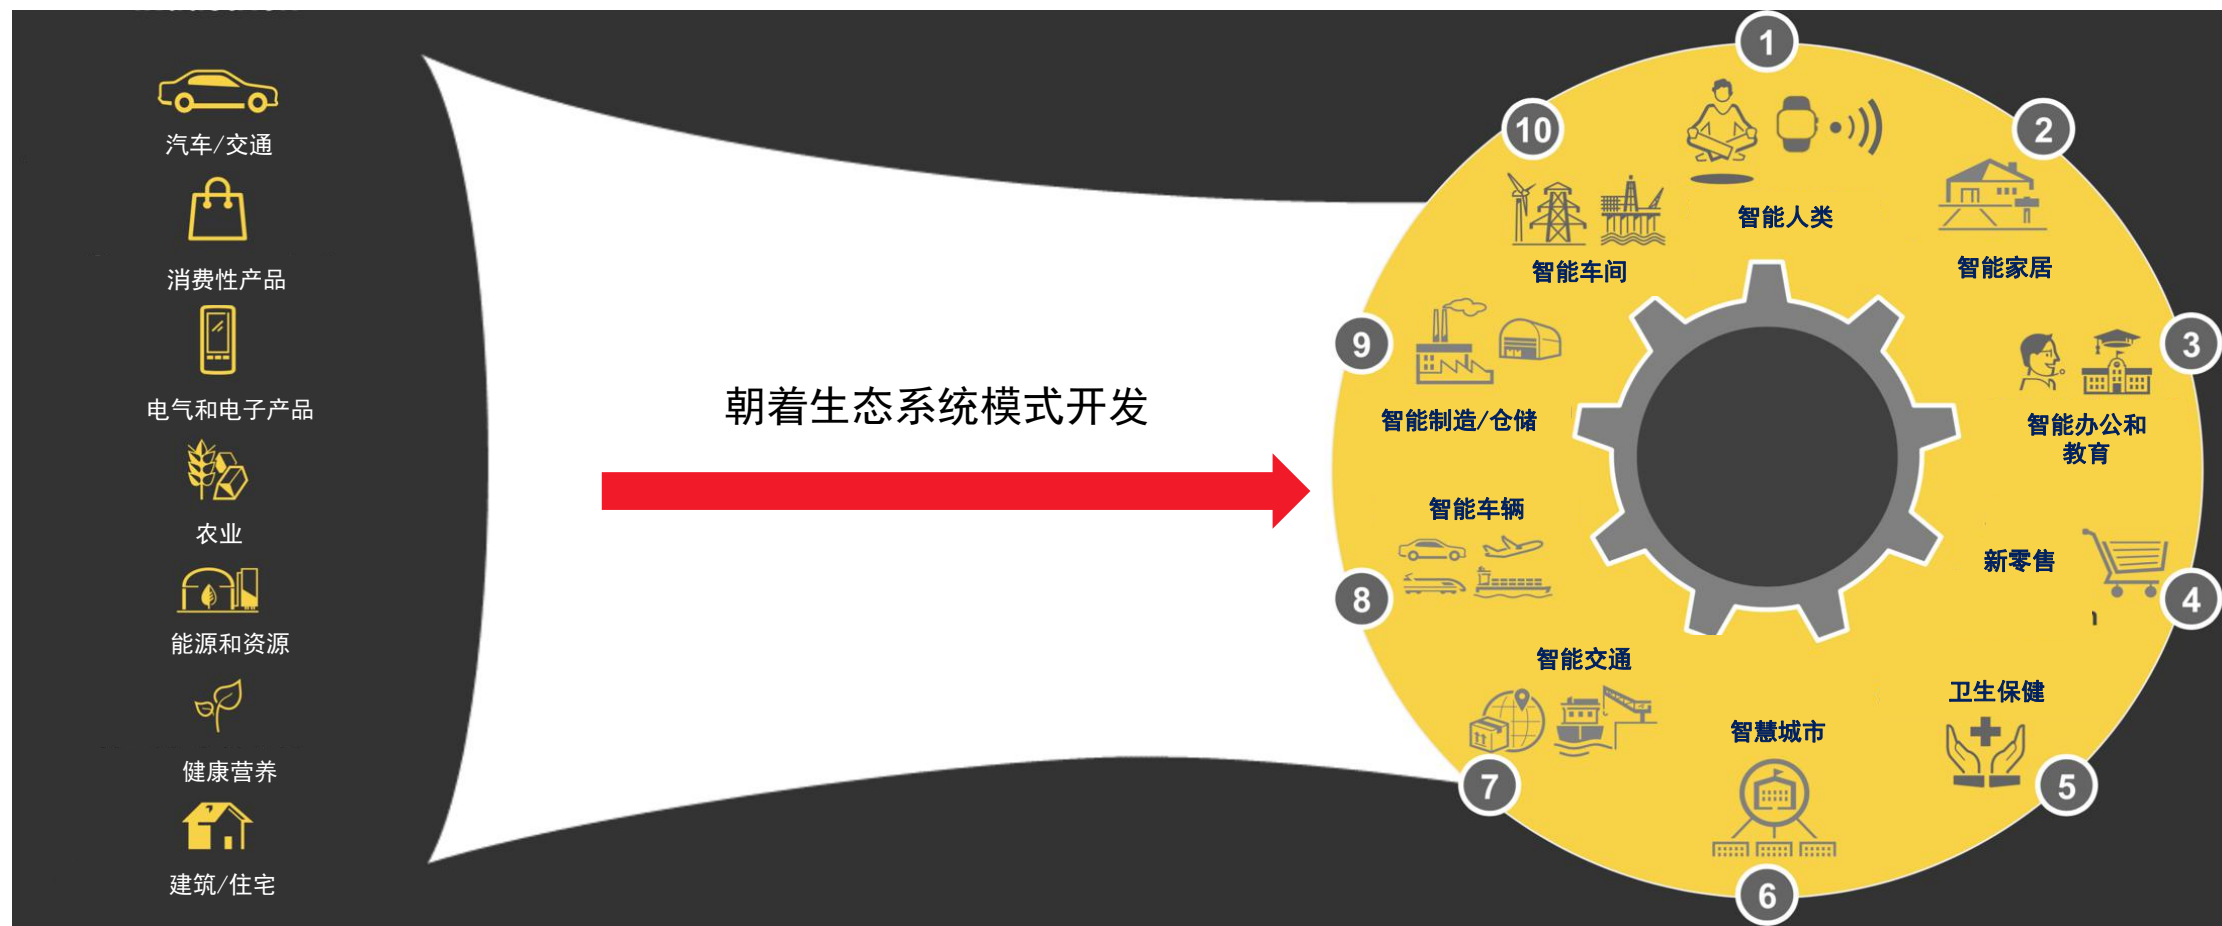 汽车/交通
消费性产品
电气和电子产品
农业
能源和资源
健康营养
建筑/住宅
朝着生态系统模式开发
1
智能人类
2
智能家居
3
智能办公和
教育
4
新零售
5
卫生保健
6
智慧城市
7
智能交通
8
智能车辆
9
智能制造/仓储
10
智能车间